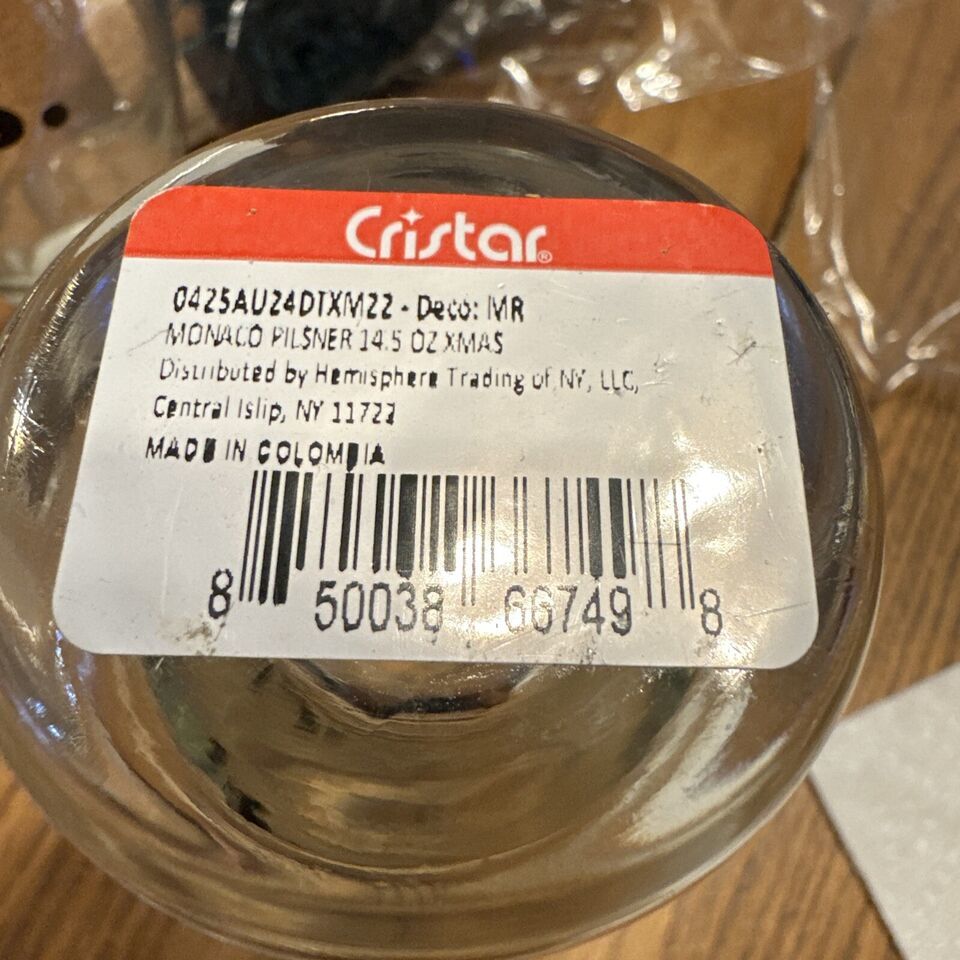 Cristar®
0425AU24DTXM22 - Deco: MR
MONACO PILSNER 14.5 OZ XMAS
Distributed by Hemisphere Trading of NY, LLC,
Central Islip, NY 11722
MADE IN COLOMBIA
8 50038 66749 8